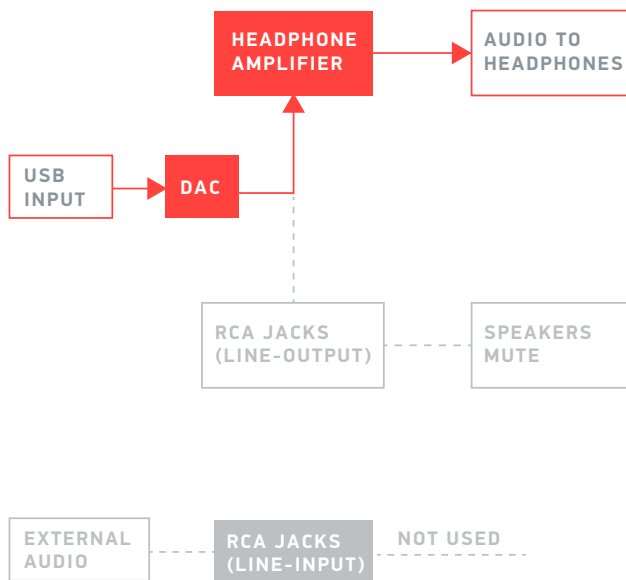 HEADPHONE
AMPLIFIER
AUDIO TO
HEADPHONES
USB
INPUT
DAC
RCA JACKS
(LINE-OUTPUT)
SPEAKERS
MUTE
EXTERNAL
AUDIO
RCA JACKS
(LINE-INPUT)
NOT USED